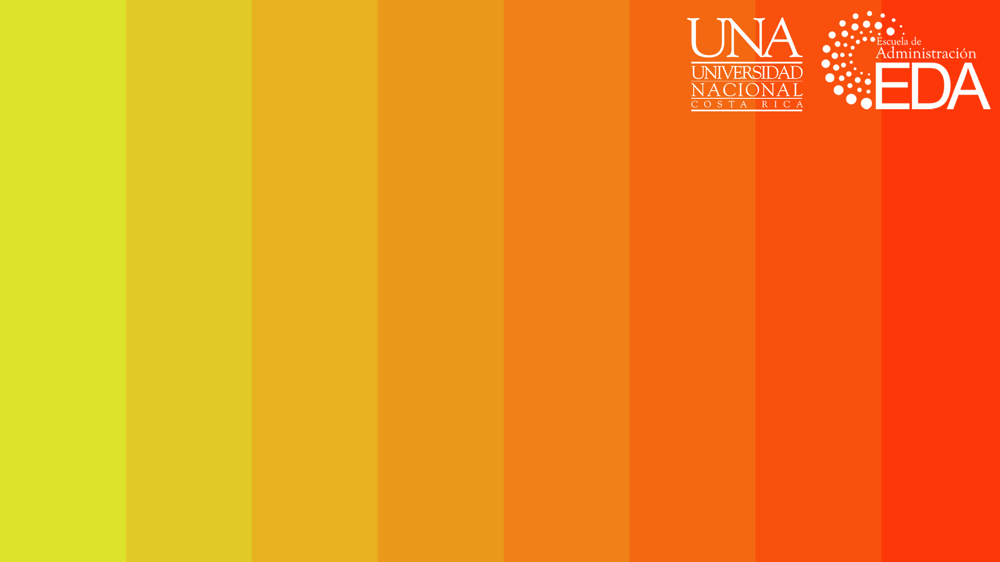 UNA
UNIVERSIDAD
NACIONAL
COSTA RICA
Escuela de
Administración
EDA